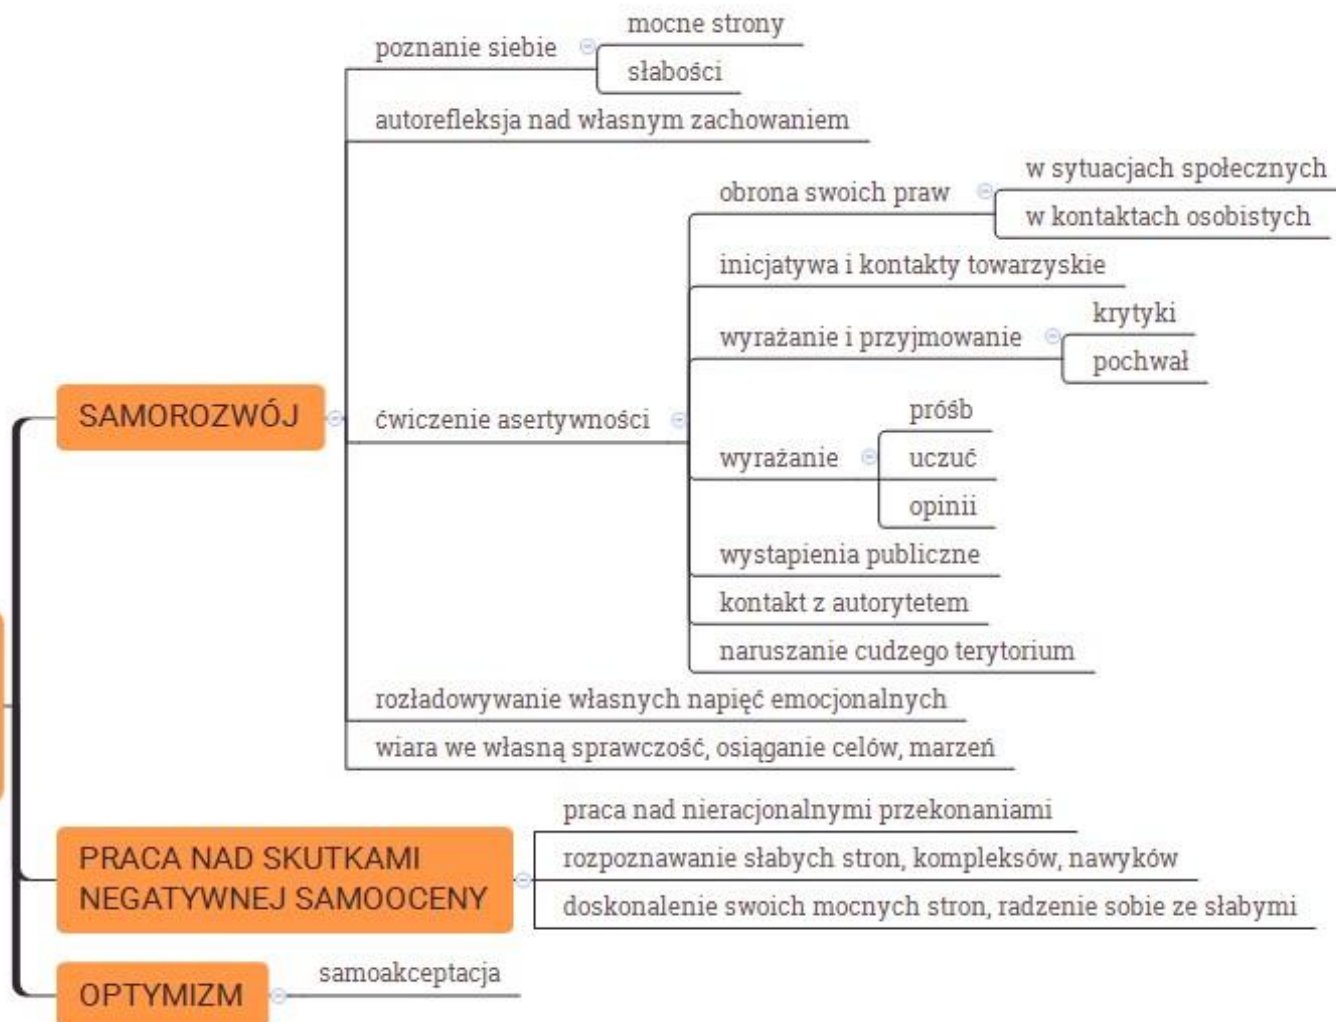 mocne strony
poznanie siebie
słabości
autorefleksja nad własnym zachowaniem
w sytuacjach społecznych
obrona swoich praw
w kontaktach osobistych
inicjatywa i kontakty towarzyskie
krytyki
wyrażanie i przyjmowanie
pochwał
SAMOROZWÓJ
ćwiczenie asertywności
próśb
wyrażanie
uczuć
opinii
wystapienia publiczne
kontakt z autorytetem
naruszanie cudzego terytorium
rozładowywanie własnych napięć emocjonalnych
wiara we własną sprawczość, osiąganie celów, marzeń
praca nad nieracjonalnymi przekonaniami
PRACA NAD SKUTKAMI
NEGATYWNEJ SAMOOCENY
rozpoznawanie słabych stron, kompleksów, nawyków
doskonalenie swoich mocnych stron, radzenie sobie ze słabymi
samoakceptacja
OPTYMIZM